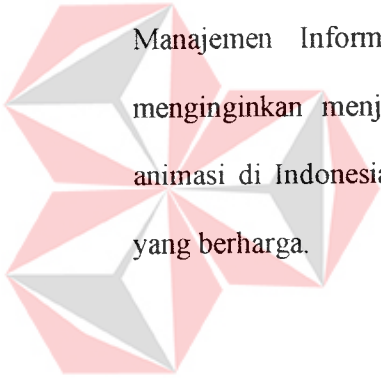 Manajemen Inform
menginginkan menj
animasi di Indonesia
yang berharga.